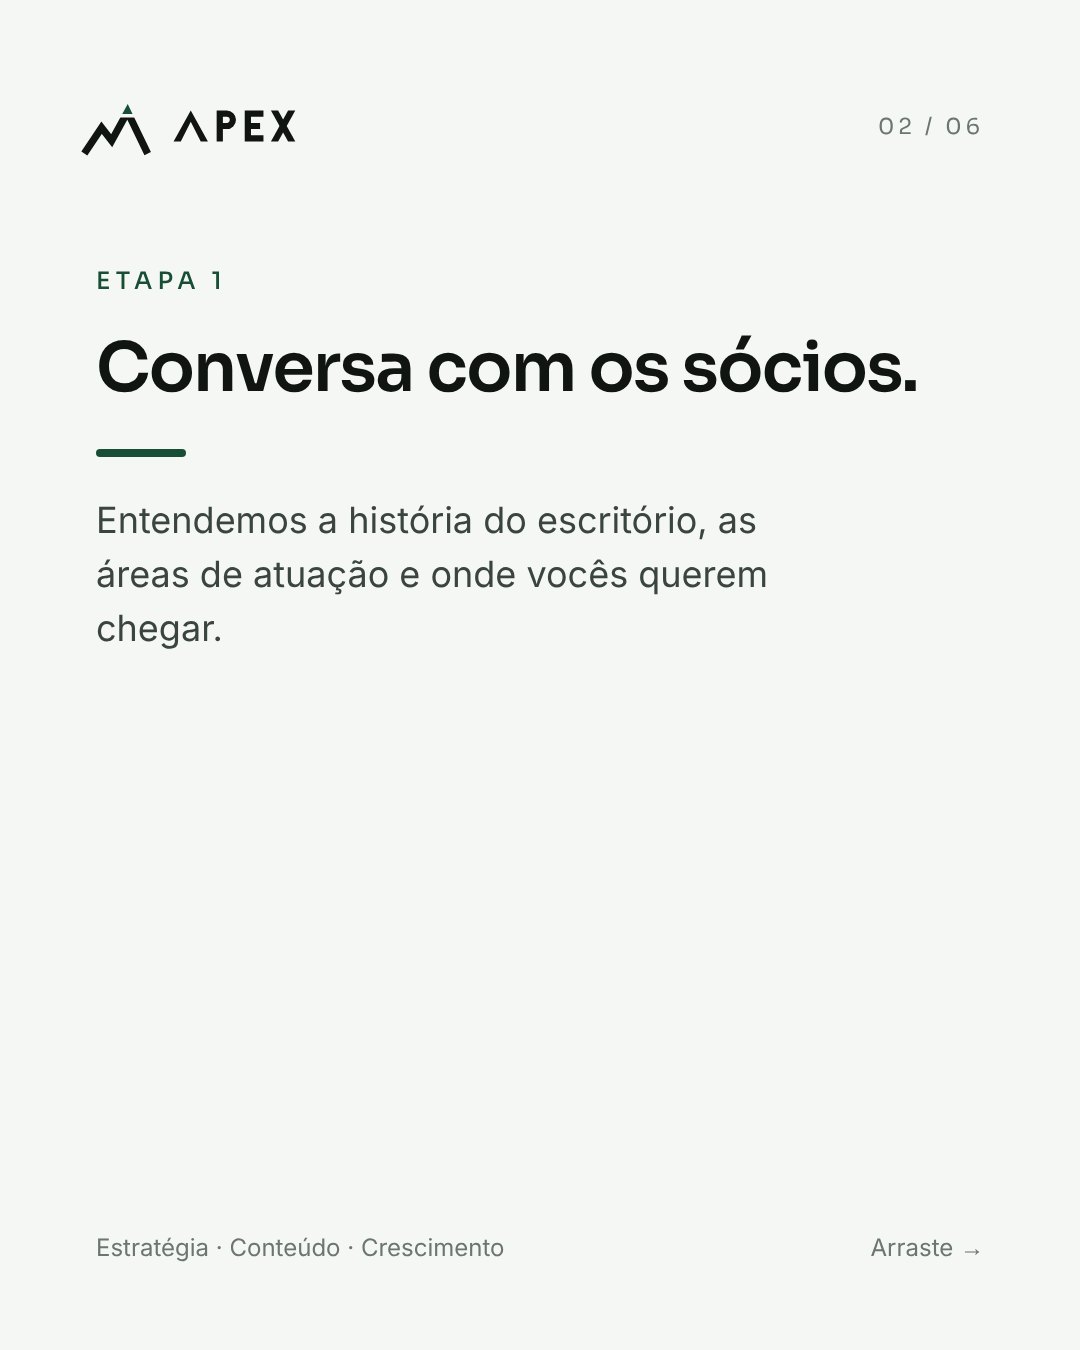 APEX
02 / 06
ETAPA 1
Conversa com os sócios.
Entendemos a história do escritório, as
áreas de atuação e onde vocês querem
chegar.
Estratégia · Conteúdo · Crescimento
Arraste →